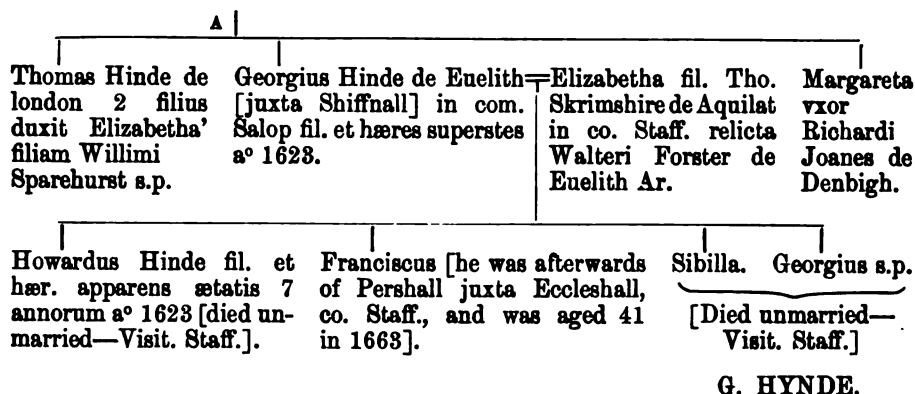 A
Thomas Hinde de
london 2 filius
duxit Elizabetha'
filiam Willimi
Sparehurst s.p.
Georgius Hinde de Euelith
[juxta Shiffnall] in com.
Salop fil. et hæres superstes
aº 1623.
Elizabetha fil. Tho.
Skrimshire de Aquilat
in co. Staff. relicta
Walteri Forster de
Euelith Ar.
Margareta
vxor
Richardi
Joanes de
Denbigh.
Howardus Hinde fil. et
hær. apparens ætatis 7
annorum aº 1623 [died un-
married—Visit. Staff.].
Franciscus [he was afterwards
of Pershall juxta Eccleshall,
co. Staff., and was aged 41
in 1663].
Sibilla. Georgius s.p.
[Died unmarried—
Visit. Staff.]
G. HYNDE.